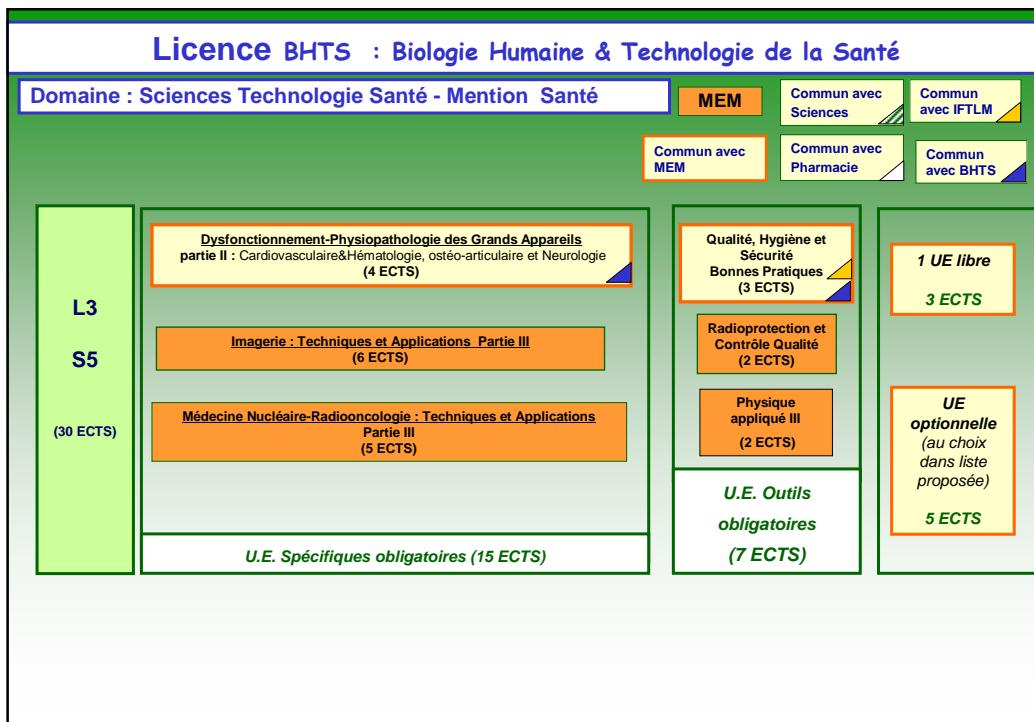 Licence BHTS : Biologie Humaine & Technologie de la Santé
Domaine : Sciences Technologie Santé - Mention Santé
MEM
Commun avec
Sciences
Commun
avec IFTLM
Commun avec
MEM
Commun avec
Pharmacie
Commun
avec BHTS
L3
S5
(30 ECTS)
Dysfonctionnement-Physiopathologie des Grands Appareils
partie II : Cardiovasculaire&Hématologie, ostéo-articulaire et Neurologie
(4 ECTS)
Imagerie : Techniques et Applications Partie III
(6 ECTS)
Médecine Nucléaire-Radiooncologie : Techniques et Applications
Partie III
(5 ECTS)
U.E. Spécifiques obligatoires (15 ECTS)
Qualité, Hygiène et
Sécurité
Bonnes Pratiques
(3 ECTS)
Radioprotection et
Contrôle Qualité
(2 ECTS)
Physique
appliqué III
(2 ECTS)
U.E. Outils
obligatoires
(7 ECTS)
1 UE libre
3 ECTS
UE
optionnelle
(au choix
dans liste
proposée)
5 ECTS